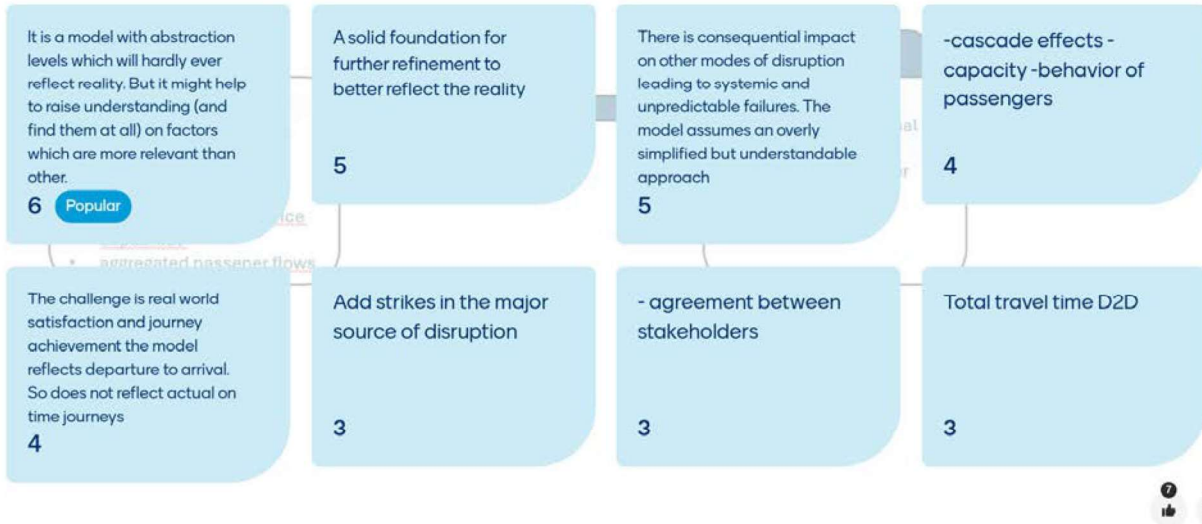 It is a model with abstraction
levels which will hardly ever
reflect reality. But it might help
to raise understanding (and
find them at all) on factors
which are more relevant than
other.
6 Popular
A solid foundation for
further refinement to
better reflect the reality
5
There is consequential impact
on other modes of disruption
leading to systemic and
unpredictable failures. The
model assumes an overly
simplified but understandable
approach
5
-cascade effects -
capacity -behavior of
passengers
4
• aggregated passener flows
The challenge is real world
satisfaction and journey
achievement the model
reflects departure to arrival.
So does not reflect actual on
time journeys
4
Add strikes in the major
source of disruption
3
- agreement between
stakeholders
3
Total travel time D2D
3
7